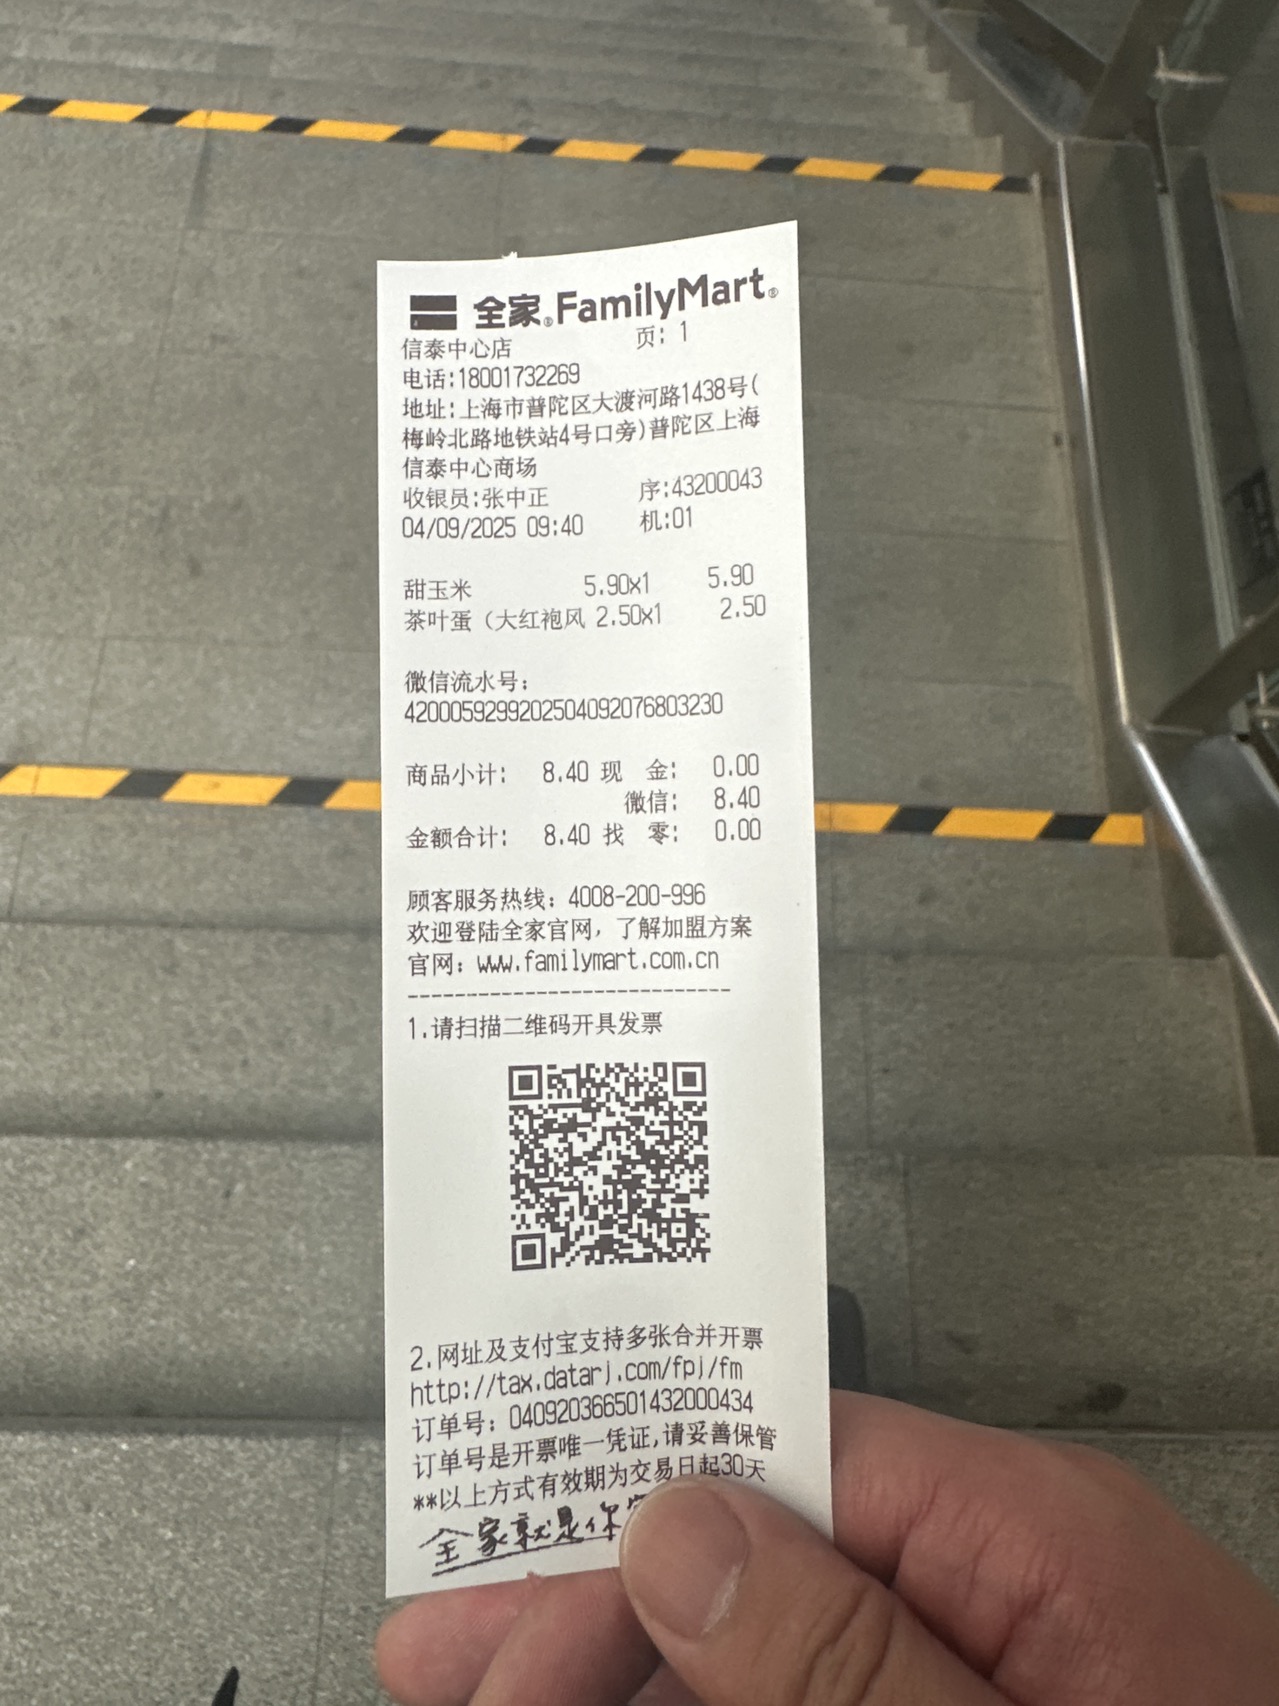 全家® FamilyMart®
信泰中心店 页: 1
电话:18001732269
地址:上海市普陀区大渡河路1438号(
梅岭北路地铁站4号口旁)普陀区上海
信泰中心商场
收银员:张中正 序:43200043
04/09/2025 09:40 机:01
甜玉米 5.90x1 5.90
茶叶蛋（大红袍风 2.50x1 2.50
微信流水号:
4200059299202504092076803230
商品小计: 8.40 现 金: 0.00
微信: 8.40
金额合计: 8.40 找 零: 0.00
顾客服务热线: 4008-200-996
欢迎登陆全家官网，了解加盟方案
官网: www.familymart.com.cn
----------------------------
1.请扫描二维码开具发票
2.网址及支付宝支持多张合并开票
http://tax.datarj.com/fpj/fm
订单号: 040920366501432000434
订单号是开票唯一凭证,请妥善保管
**以上方式有效期为交易日起30天
全家就是你